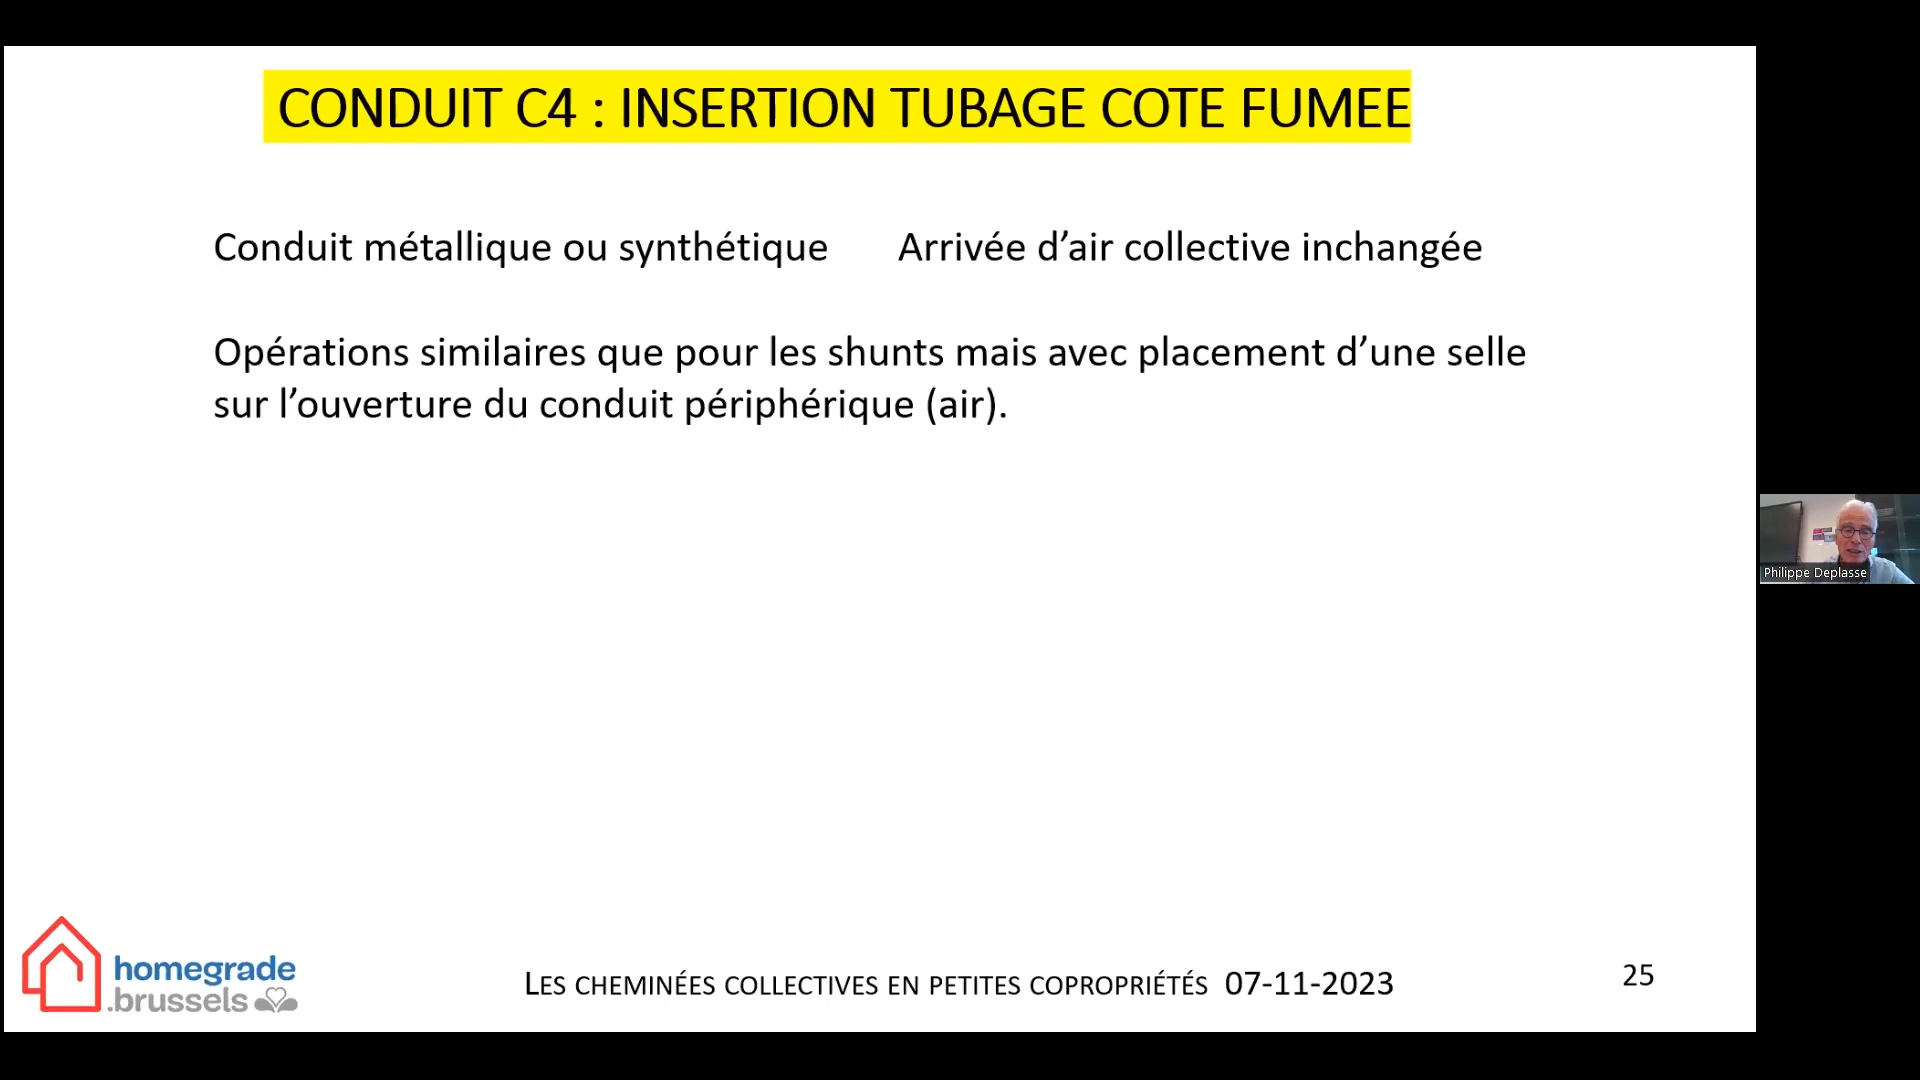 CONDUIT C4 : INSERTION TUBAGE COTE FUMEE
Conduit métallique ou synthétique Arrivée d’air collective inchangée
Opérations similaires que pour les shunts mais avec placement d’une selle
sur l’ouverture du conduit périphérique (air).
Philippe Deplasse
homegrade
.brussels
LES CHEMINÉES COLLECTIVES EN PETITES COPROPRIÉTÉS 07-11-2023
25